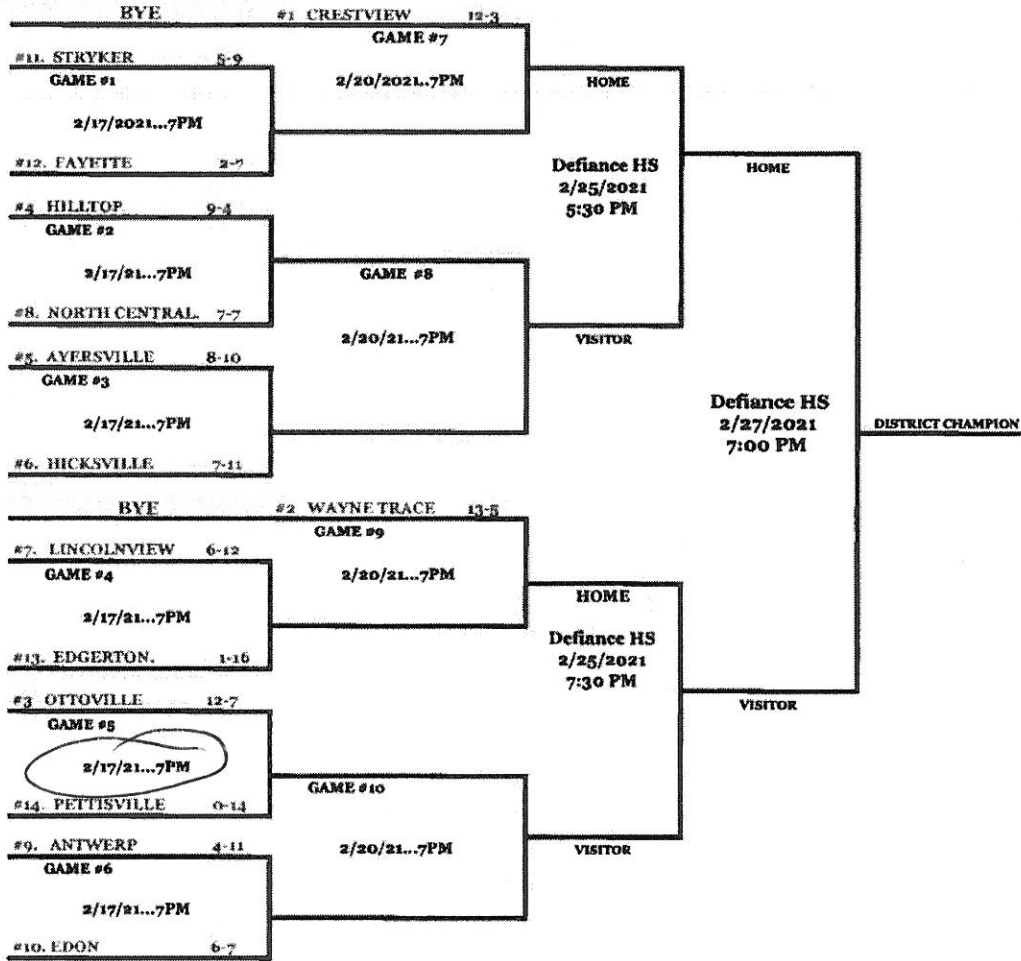 BYE #1 CRESTVIEW 12-3
GAME #7
#11. STRYKER 5-9
GAME #1
2/20/2021..7PM
HOME
2/17/2021...7PM
#12. FAYETTE 2-7
Defiance HS
2/25/2021
5:30 PM
HOME
#4 HILLTOP 9-4
GAME #2
2/17/21...7PM
GAME #8
#8. NORTH CENTRAL. 7-7
2/20/21...7PM
VISITOR
#5. AYERSVILLE 8-10
GAME #3
2/17/21...7PM
#6. HICKSVILLE 7-11
Defiance HS
2/27/2021
7:00 PM
DISTRICT CHAMPION
BYE #2 WAYNE TRACE 13-5
GAME #9
#7. LINCOLNVIEW 6-12
GAME #4
2/20/21...7PM
2/17/21...7PM
HOME
#13. EDGERTON. 1-16
Defiance HS
2/25/2021
7:30 PM
#3 OTTOVILLE 12-7
VISITOR
GAME #5
2/17/21...7PM
GAME #10
#14. PETTISVILLE 0-14
2/20/21...7PM
VISITOR
#9. ANTWERP 4-11
GAME #6
2/17/21...7PM
#10. EDON 6-7